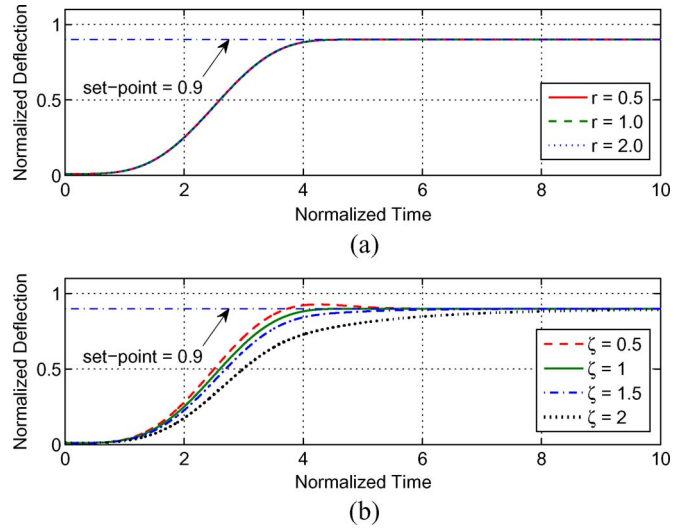 1
0.5
0
Normalized Deflection
set-point = 0.9
r = 0.5
r = 1.0
r = 2.0
0 2 4 6 8 10
Normalized Time
(a)
1
0.5
0
Normalized Deflection
set-point = 0.9
ζ = 0.5
ζ = 1
ζ = 1.5
ζ = 2
0 2 4 6 8 10
Normalized Time
(b)